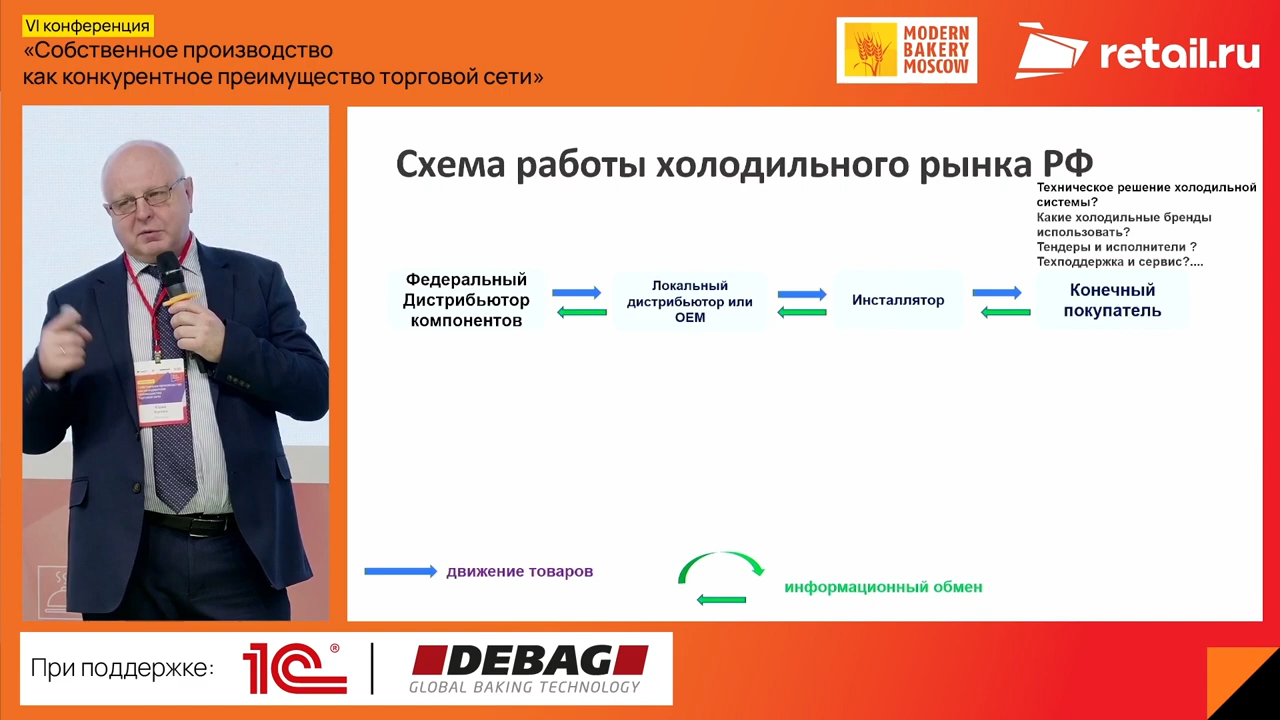 VI конференция
«Собственное производство
как конкурентное преимущество торговой сети»
MODERN
BAKERY
MOSCOW
retail.ru
Схема работы холодильного рынка РФ
Техническое решение холодильной
системы?
Какие холодильные бренды
использовать?
Тендеры и исполнители ?
Техподдержка и сервис?....
Федеральный
Дистрибьютор
компонентов
Локальный
дистрибьютор или
ОЕМ
Инсталлятор
Конечный
покупатель
движение товаров
информационный обмен
При поддержке:
1С®
DEBAG
GLOBAL BAKING TECHNOLOGY